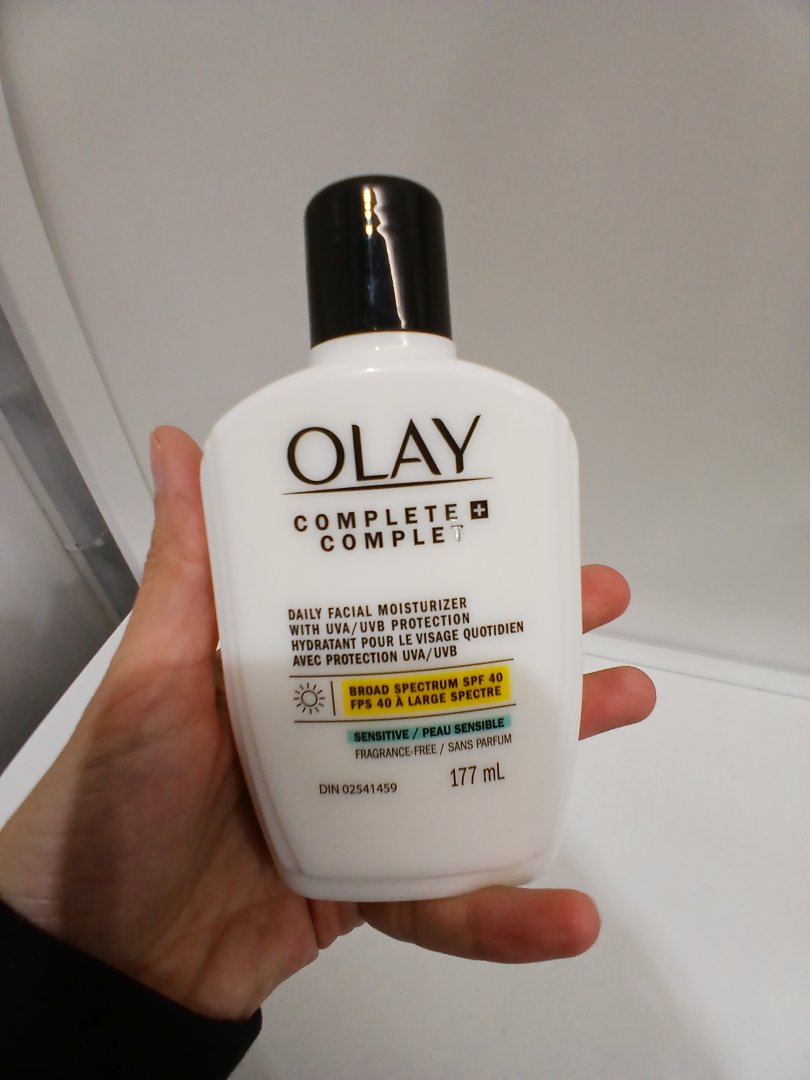 OLAY
COMPLETE +
COMPLET
DAILY FACIAL MOISTURIZER
WITH UVA/UVB PROTECTION
HYDRATANT POUR LE VISAGE QUOTIDIEN
AVEC PROTECTION UVA/UVB
BROAD SPECTRUM SPF 40
FPS 40 À LARGE SPECTRE
SENSITIVE / PEAU SENSIBLE
FRAGRANCE-FREE / SANS PARFUM
177 mL
DIN 02541459